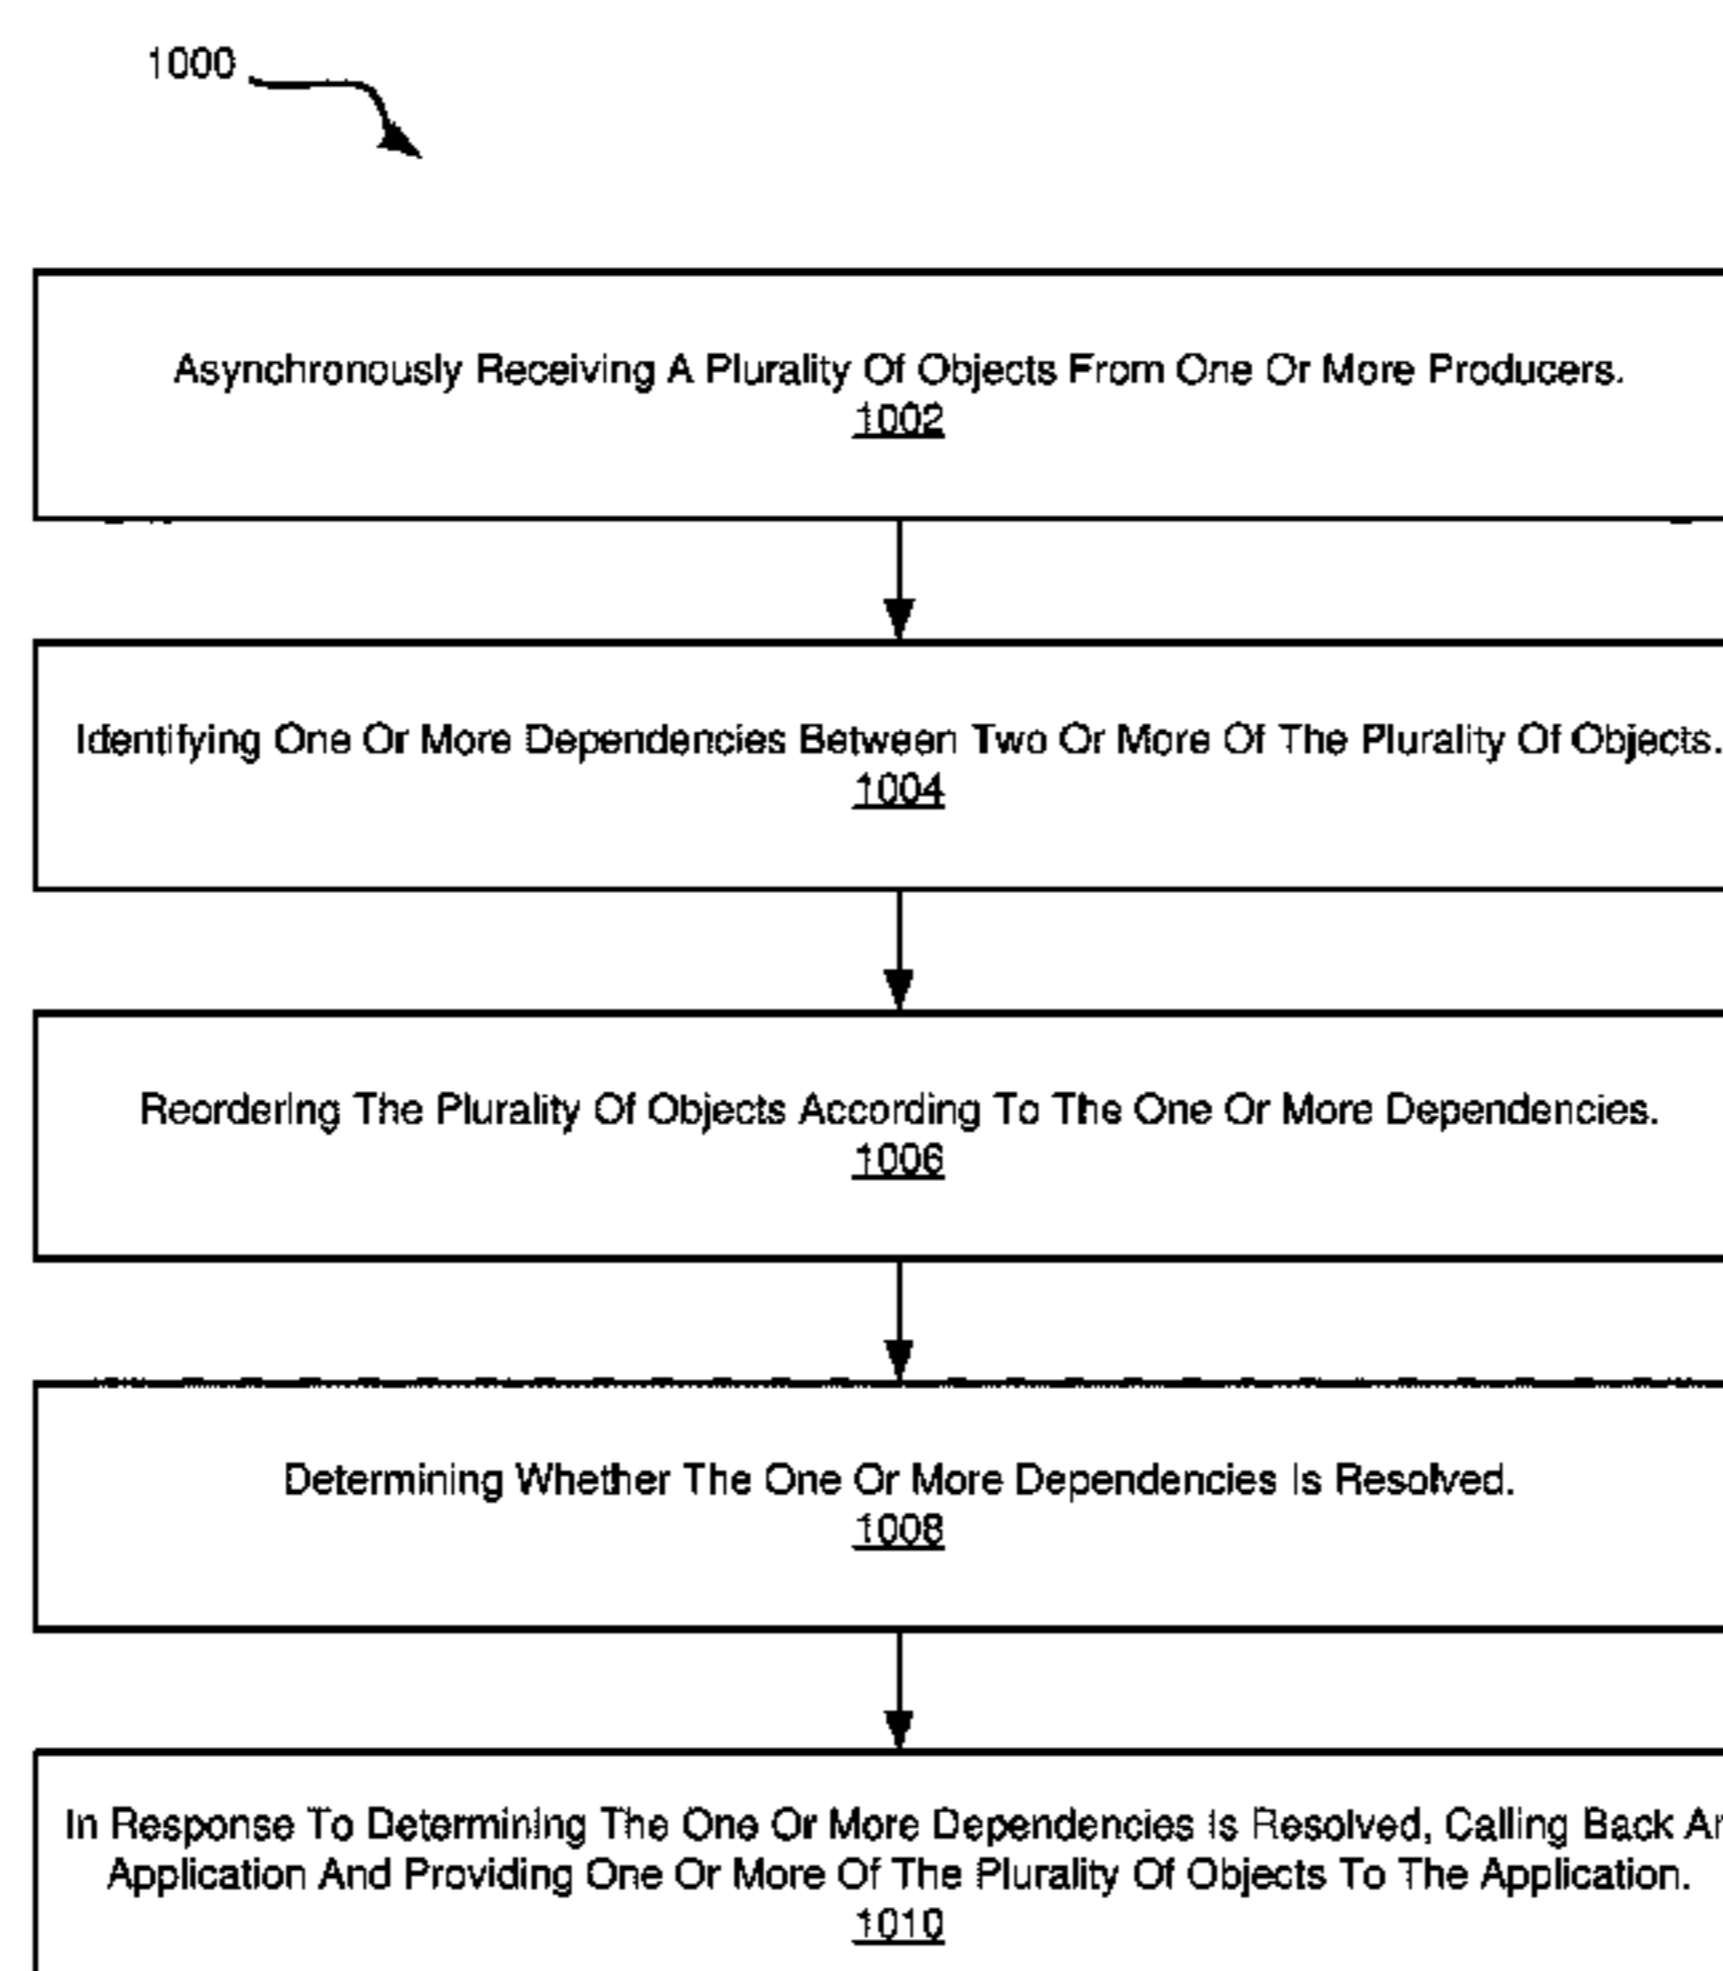 1000
Asynchronously Receiving A Plurality Of Objects From One Or More Producers.
1002
Identifying One Or More Dependencies Between Two Or More Of The Plurality Of Objects.
1004
Reordering The Plurality Of Objects According To The One Or More Dependencies.
1006
Determining Whether The One Or More Dependencies Is Resolved.
1008
In Response To Determining The One Or More Dependencies Is Resolved, Calling Back
Application And Providing One Or More Of The Plurality Of Objects To The Application.
1010